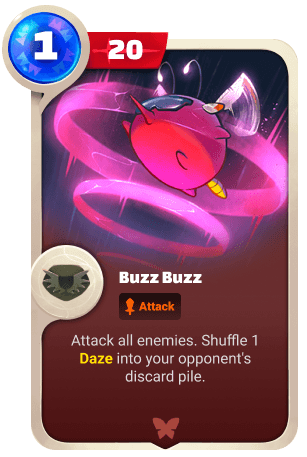 1
20
Buzz Buzz
Attack
Attack all enemies. Shuffle 1
Daze into your opponent's
discard pile.